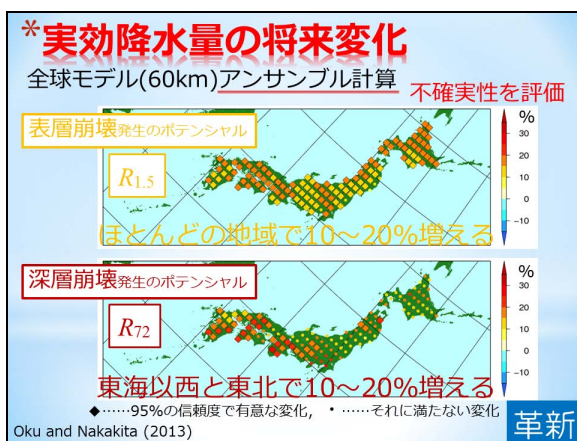 *実効降水量の将来変化
全球モデル(60km)アンサンブル計算
不確実性を評価
表層崩壊発生のポテンシャル
R1.5
%
30
20
10
0
−10
ほとんどの地域で10～20%増える
深層崩壊発生のポテンシャル
R72
%
30
20
10
0
−10
東海以西と東北で10～20%増える
◆……95%の信頼度で有意な変化，・……それに満たない変化
Oku and Nakakita (2013)
革新